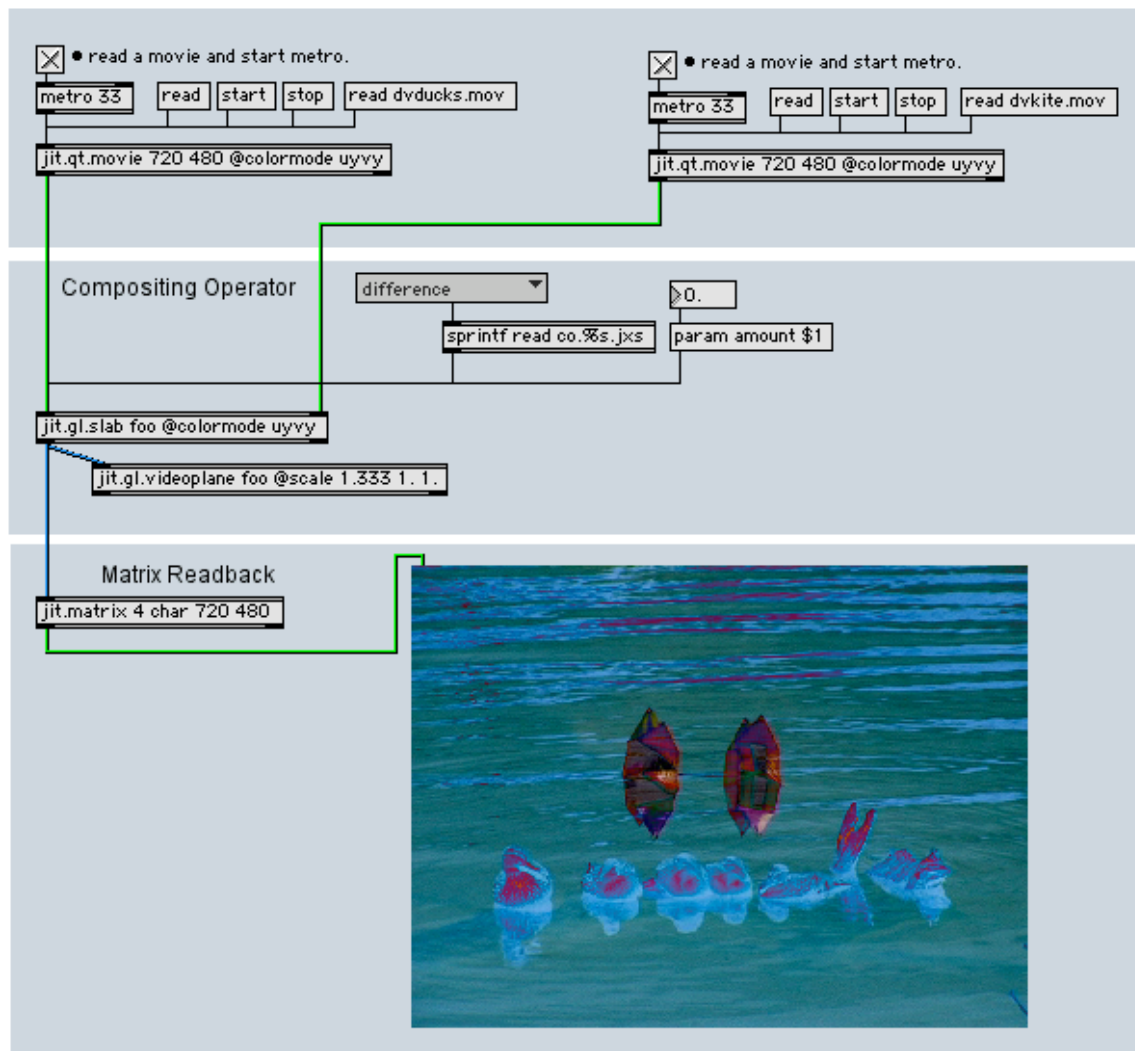 ● read a movie and start metro.
metro 33
read
start
stop
read dvducks.mov
jit.qt.movie 720 480 @colormode uyvy
● read a movie and start metro.
metro 33
read
start
stop
read dvkite.mov
jit.qt.movie 720 480 @colormode uyvy
Compositing Operator
difference
0.
sprintf read co.%s.jxs
param amount $1
jit.gl.slab foo @colormode uyvy
jit.gl.videoplane foo @scale 1.333 1. 1.
Matrix Readback
jit.matrix 4 char 720 480